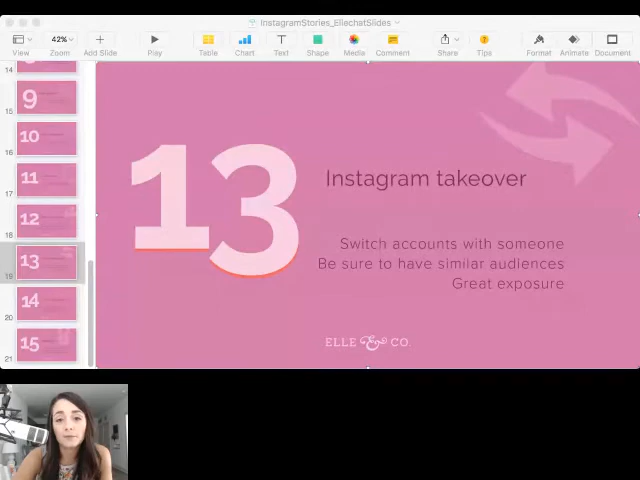 InstagramStories_EllechatSlides
42%
View Zoom Add Slide Play Table Chart Text Shape Media Comment Share Tips Format Animate Document
14
9
15
10
16
11
17
12
18
13
19
14
20
15
21
13
Instagram takeover
Switch accounts with someone
Be sure to have similar audiences
Great exposure
ELLE & CO.